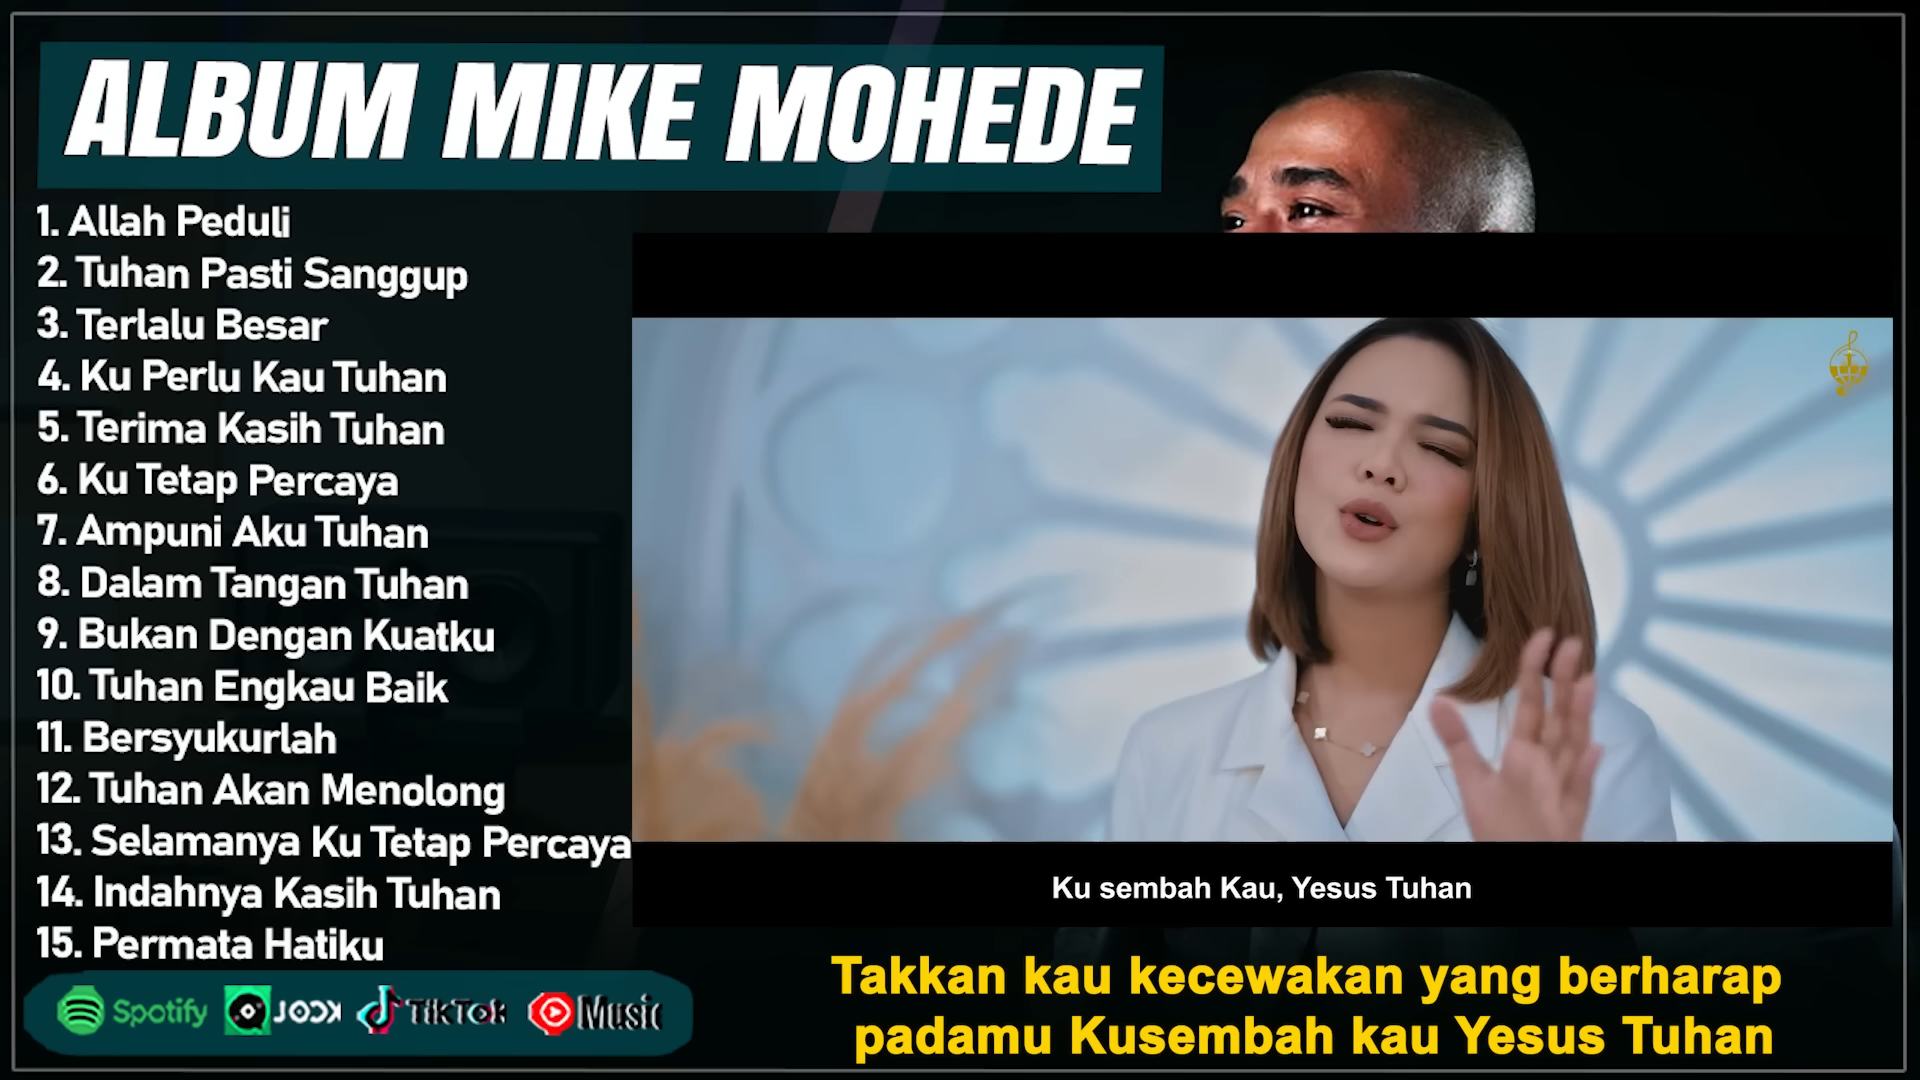 ALBUM MIKE MOHEDE
1. Allah Peduli
2. Tuhan Pasti Sanggup
3. Terlalu Besar
4. Ku Perlu Kau Tuhan
5. Terima Kasih Tuhan
6. Ku Tetap Percaya
7. Ampuni Aku Tuhan
8. Dalam Tangan Tuhan
9. Bukan Dengan Kuatku
10. Tuhan Engkau Baik
11. Bersyukurlah
12. Tuhan Akan Menolong
13. Selamanya Ku Tetap Percaya
14. Indahnya Kasih Tuhan
15. Permata Hatiku
Spotify JOOX TikTok Music
Ku sembah Kau, Yesus Tuhan
Takkan kau kecewakan yang berharap
padamu Kusembah kau Yesus Tuhan